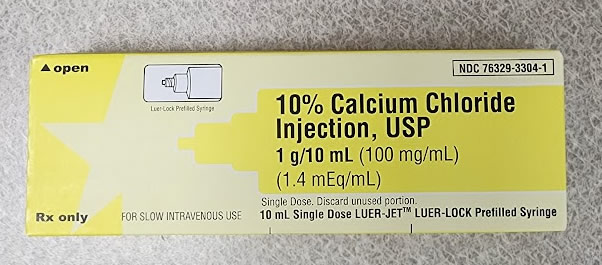 ▲open
NDC 76329-3304-1
Luer-Lock Prefilled Syringe
10% Calcium Chloride
Injection, USP
1 g/10 mL (100 mg/mL)
(1.4 mEq/mL)
Single Dose. Discard unused portion.
Rx only
FOR SLOW INTRAVENOUS USE
10 mL Single Dose LUER-JET™ LUER-LOCK Prefilled Syringe